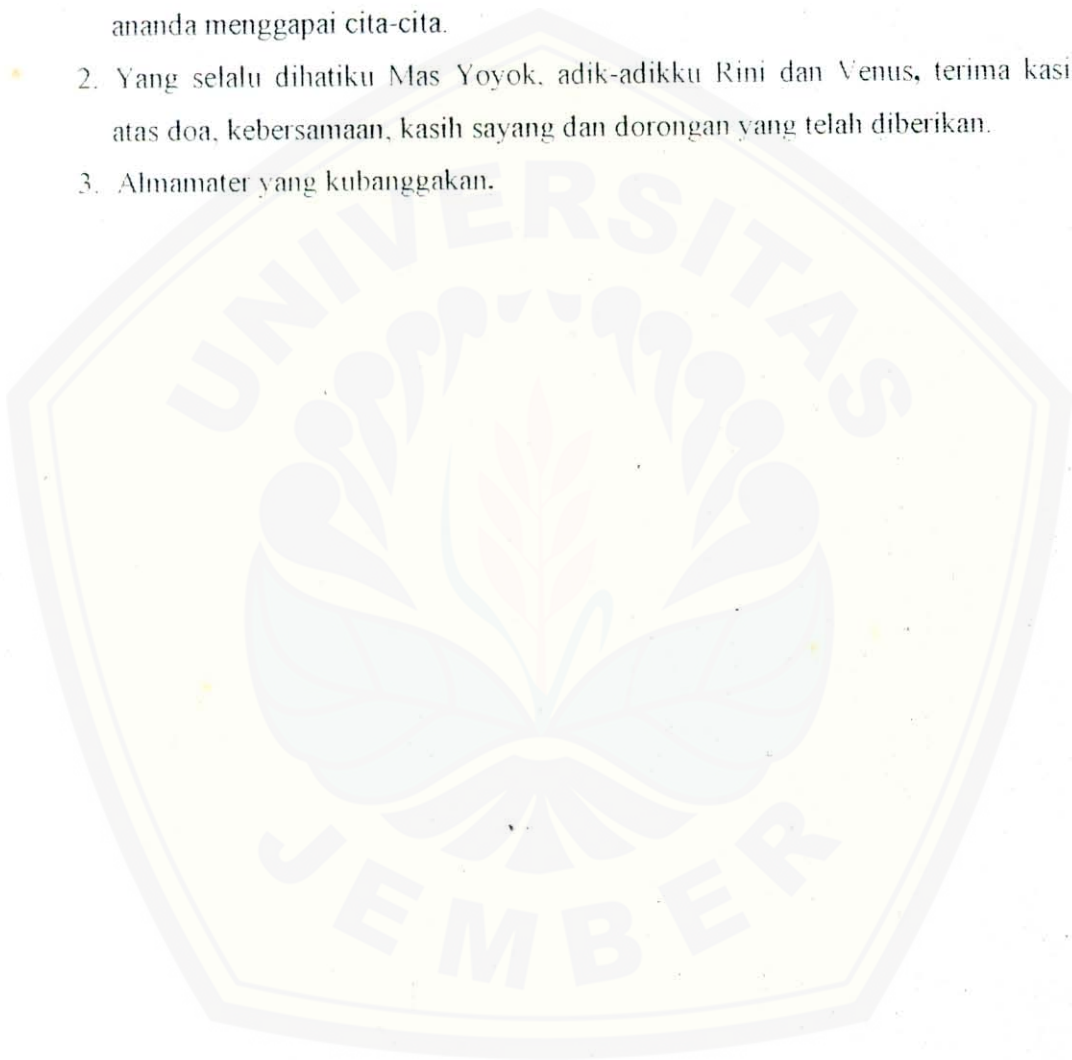 ananda menggapai cita-cita.
2. Yang selalu dihatiku Mas Yoyok, adik-adikku Rini dan Venus, terima kasi
atas doa, kebersamaan, kasih sayang dan dorongan yang telah diberikan.
3. Almamater yang kubanggakan.
UNIVERSITAS
JEMBER